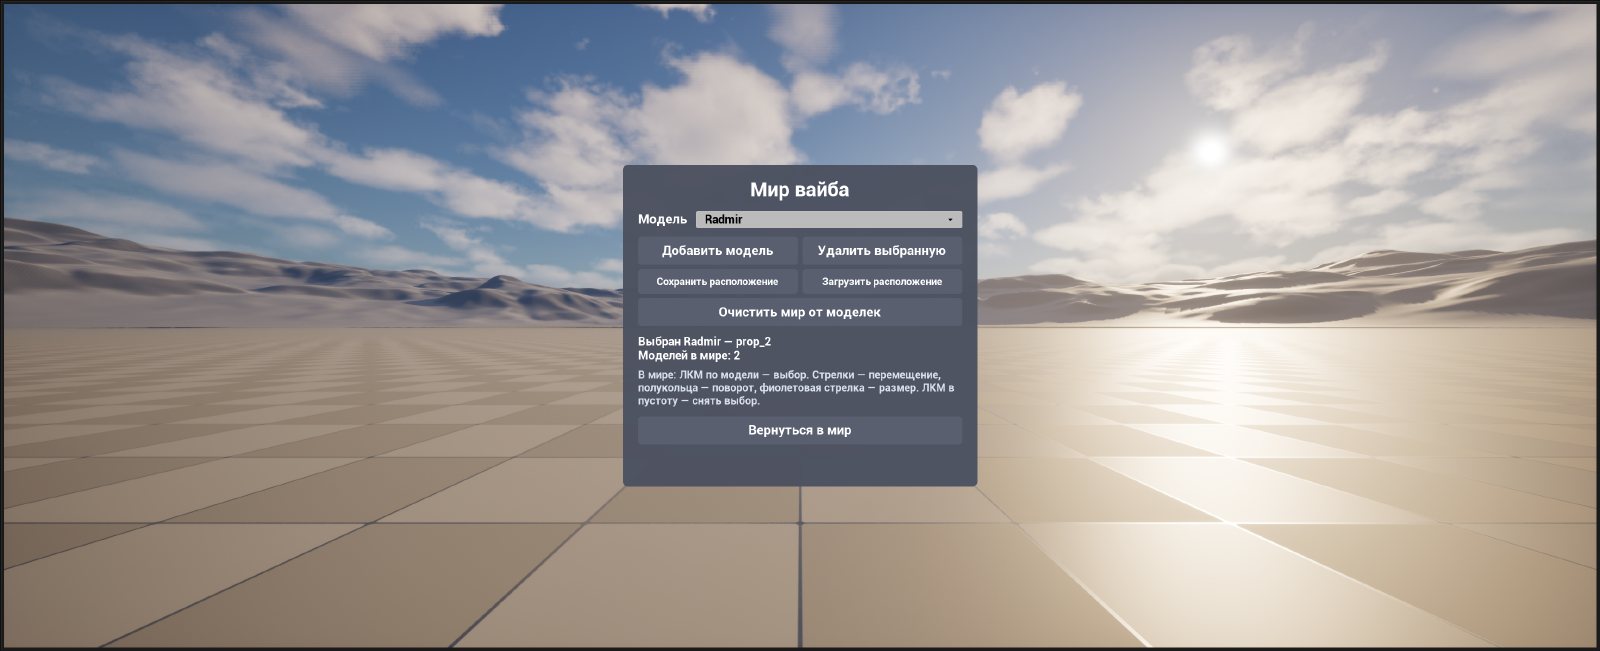 Мир вайба
Модель Radmir
Добавить модель Удалить выбранную
Сохранить расположение Загрузить расположение
Очистить мир от моделек
Выбран Radmir — prop_2
Моделей в мире: 2
В мире: ЛКМ по модели — выбор. Стрелки — перемещение,
полукольца — поворот, фиолетовая стрелка — размер. ЛКМ в
пустоту — снять выбор.
Вернуться в мир